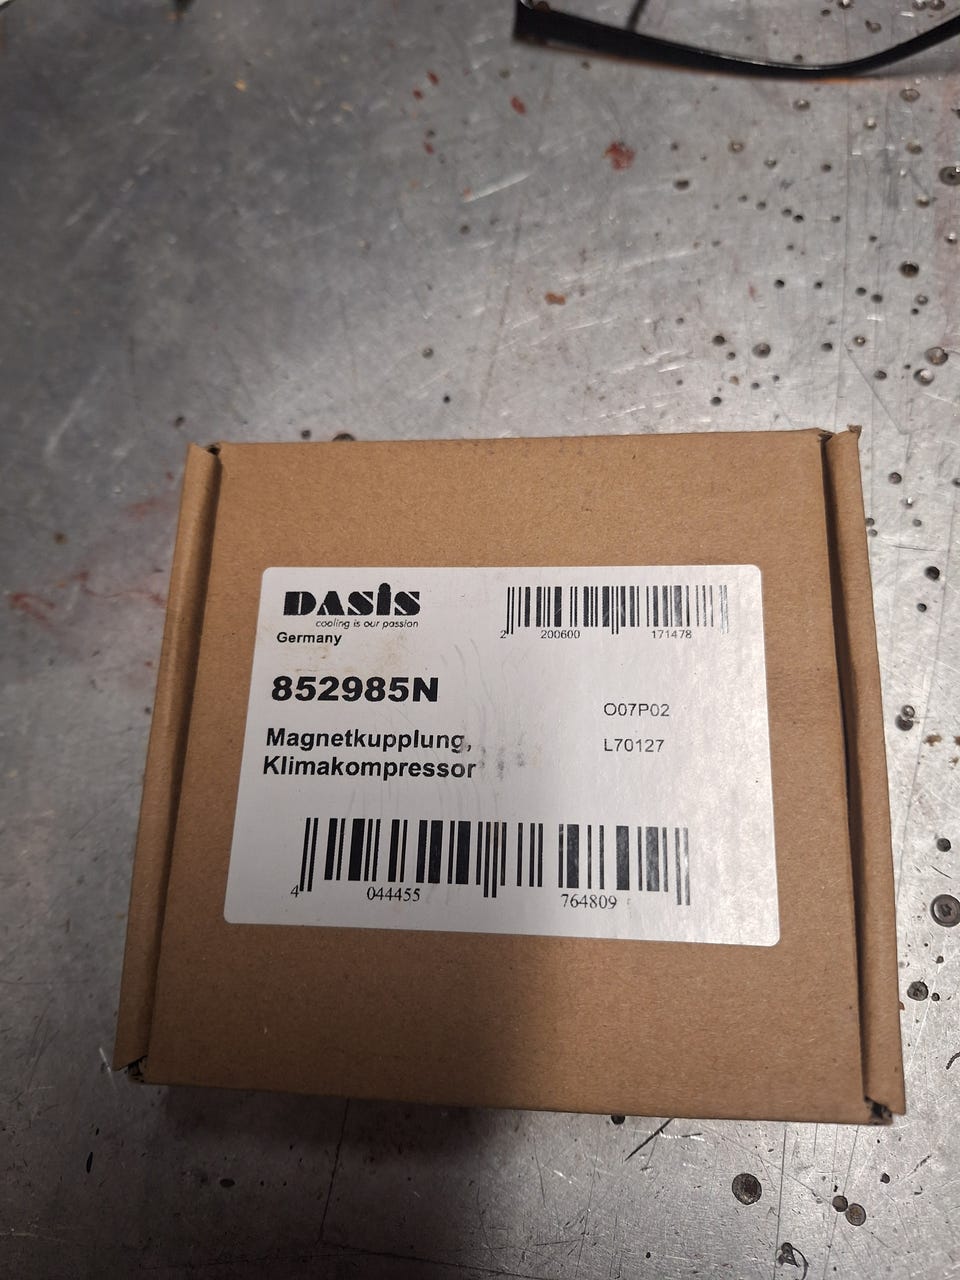 DASIS
cooling is our passion
Germany
2 200600 171478
852985N
O07P02
Magnetkupplung,
L70127
Klimakompressor
4 044455 764809